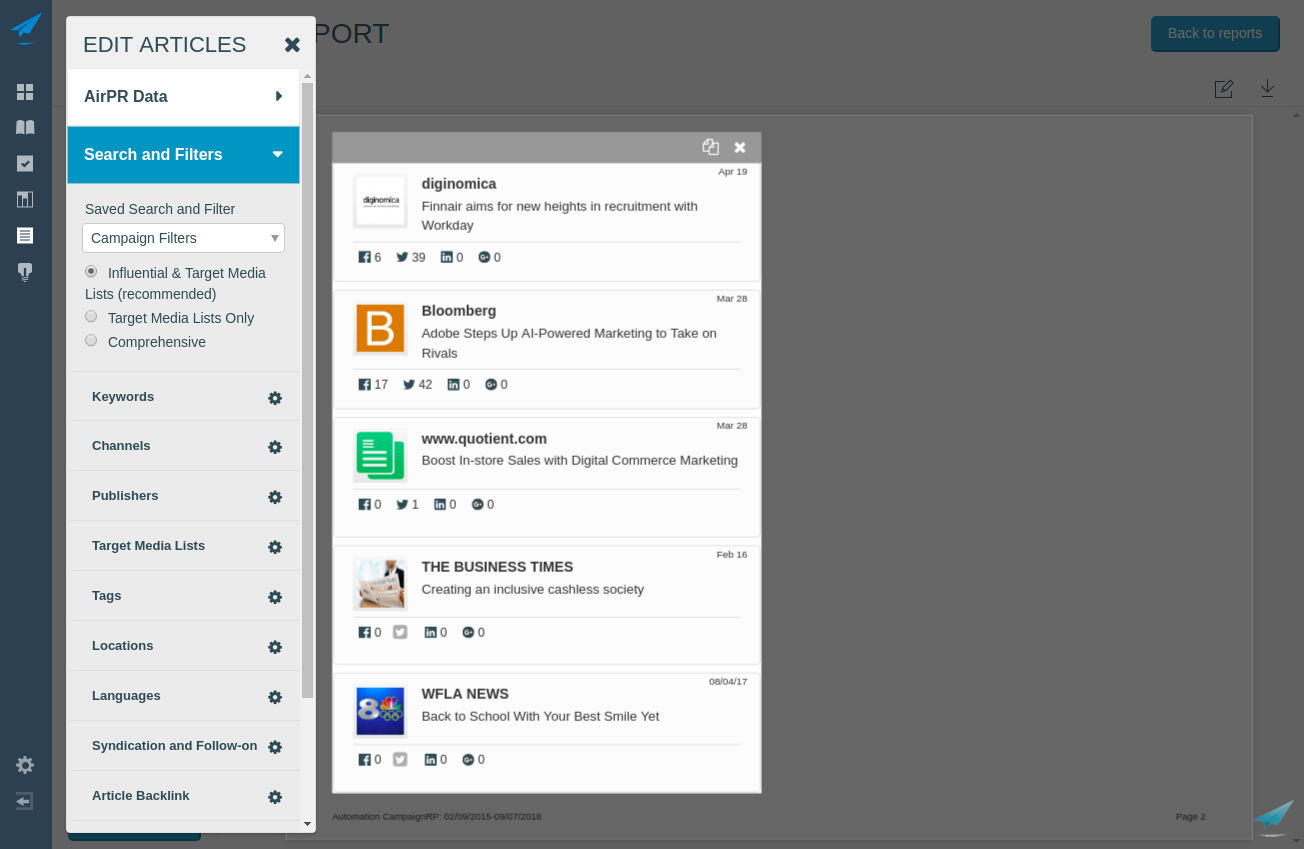 EDIT ARTICLES
PORT
Back to reports
AirPR Data
Search and Filters
Saved Search and Filter
Campaign Filters
Influential & Target Media
Lists (recommended)
Target Media Lists Only
Comprehensive
Keywords
Channels
Publishers
Target Media Lists
Tags
Locations
Languages
Syndication and Follow-on
Article Backlink
Apr 19
diginomica
diginomica
Finnair aims for new heights in recruitment with
Workday
6 39 0 0
Mar 28
B
Bloomberg
Adobe Steps Up AI-Powered Marketing to Take on
Rivals
17 42 0 0
Mar 28
www.quotient.com
Boost In-store Sales with Digital Commerce Marketing
0 1 0 0
Feb 16
THE BUSINESS TIMES
Creating an inclusive cashless society
0 0 0
08/04/17
8
WFLA NEWS
Back to School With Your Best Smile Yet
0 0 0
Automation CampaignRP: 02/09/2015-09/07/2018
Page 2